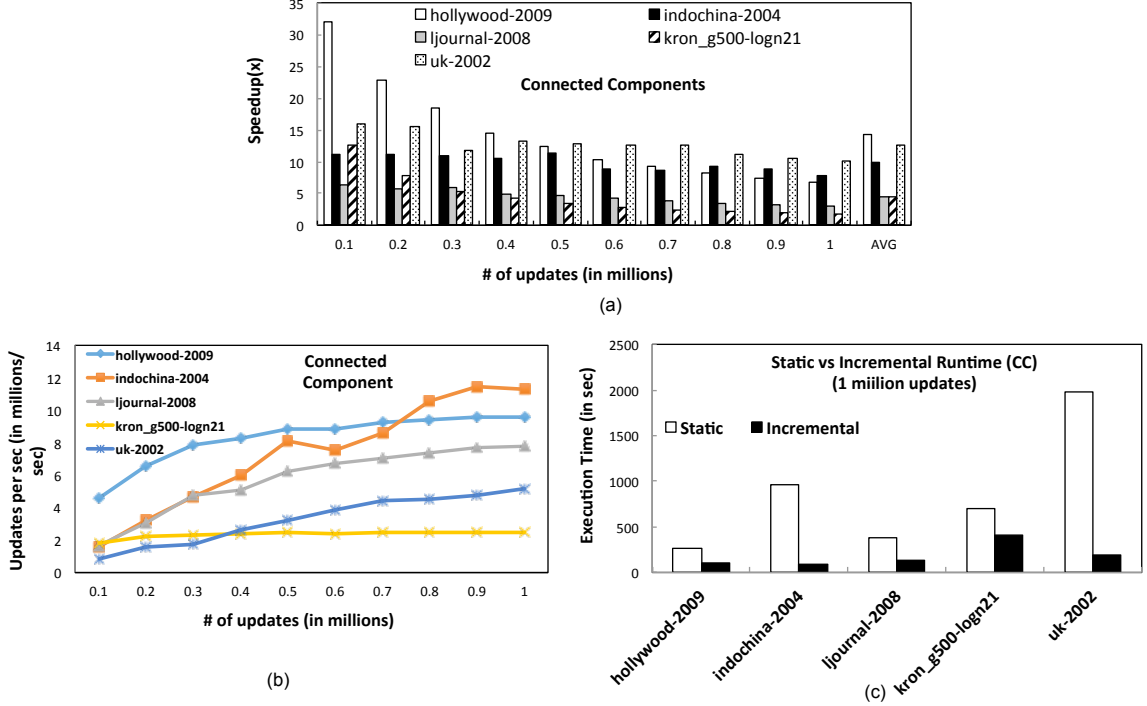 40
35
30
25
20
15
10
5
0
Speedup(x)
hollywood-2009
indochina-2004
ljournal-2008
kron_g500-logn21
uk-2002
Connected Components
0.1 0.2 0.3 0.4 0.5 0.6 0.7 0.8 0.9 1 AVG
# of updates (in millions)
(a)
14
12
10
8
6
4
2
0
Updates per sec (in millions/
sec)
hollywood-2009
indochina-2004
ljournal-2008
kron_g500-logn21
uk-2002
Connected
Component
0.1 0.2 0.3 0.4 0.5 0.6 0.7 0.8 0.9 1
# of updates (in millions)
(b)
2500
2000
1500
1000
500
0
Execution Time (in sec)
Static vs Incremental Runtime (CC)
(1 miilion updates)
Static
Incremental
hollywood-2009
indochina-2004
ljournal-2008
kron_g500-logn21
uk-2002
(c)